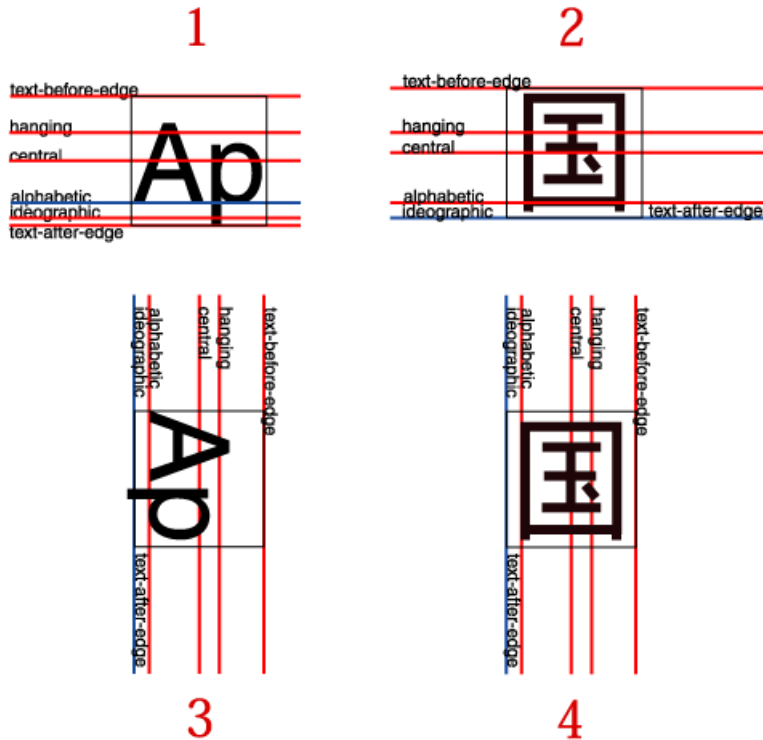 1
text-before-edge
hanging
central
alphabetic
ideographic
text-after-edge
Ap
2
text-before-edge
hanging
central
alphabetic
ideographic
text-after-edge
国
ideographic
alphabetic
central
hanging
text-before-edge
Ap
text-after-edge
3
ideographic
alphabetic
central
hanging
text-before-edge
国
text-after-edge
4